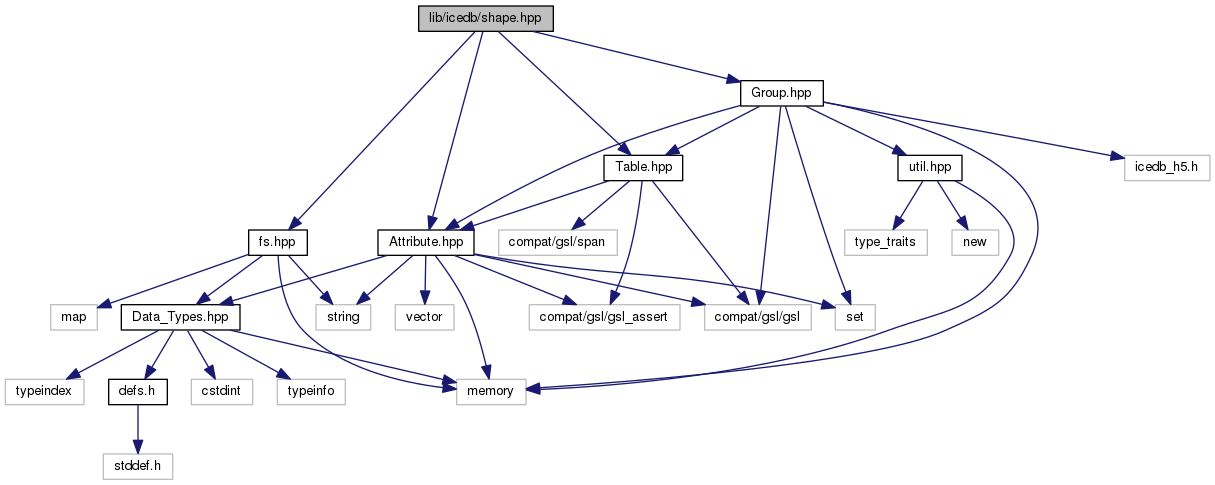 lib/icedb/shape.hpp
Group.hpp
Table.hpp
util.hpp
icedb_h5.h
fs.hpp
Attribute.hpp
compat/gsl/span
type_traits
new
map
Data_Types.hpp
string
vector
compat/gsl/gsl_assert
compat/gsl/gsl
set
typeindex
defs.h
cstdint
typeinfo
memory
stddef.h